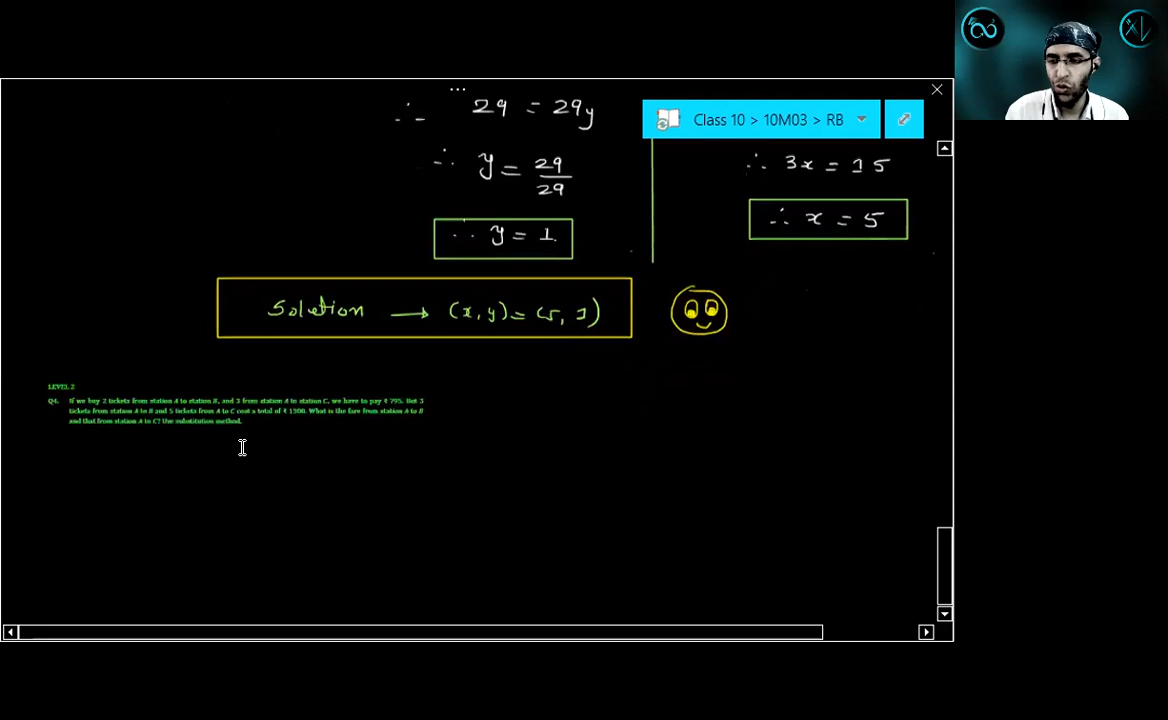 ∴ 29 = 29y
Class 10 > 10M03 > RB
∴ y = 29/29
∴ 3x = 15
∴ y = 1
∴ x = 5
Solution → (x, y) = (5, 1)
LEVEL 2
Q4. If we buy 2 tickets from station A to station B, and 3 from station A to station C, we have to pay ₹ 795. But 3
tickets from station A to B and 5 tickets from A to C cost a total of ₹ 1300. What is the fare from station A to B
and that from station A to C? the substitution method.